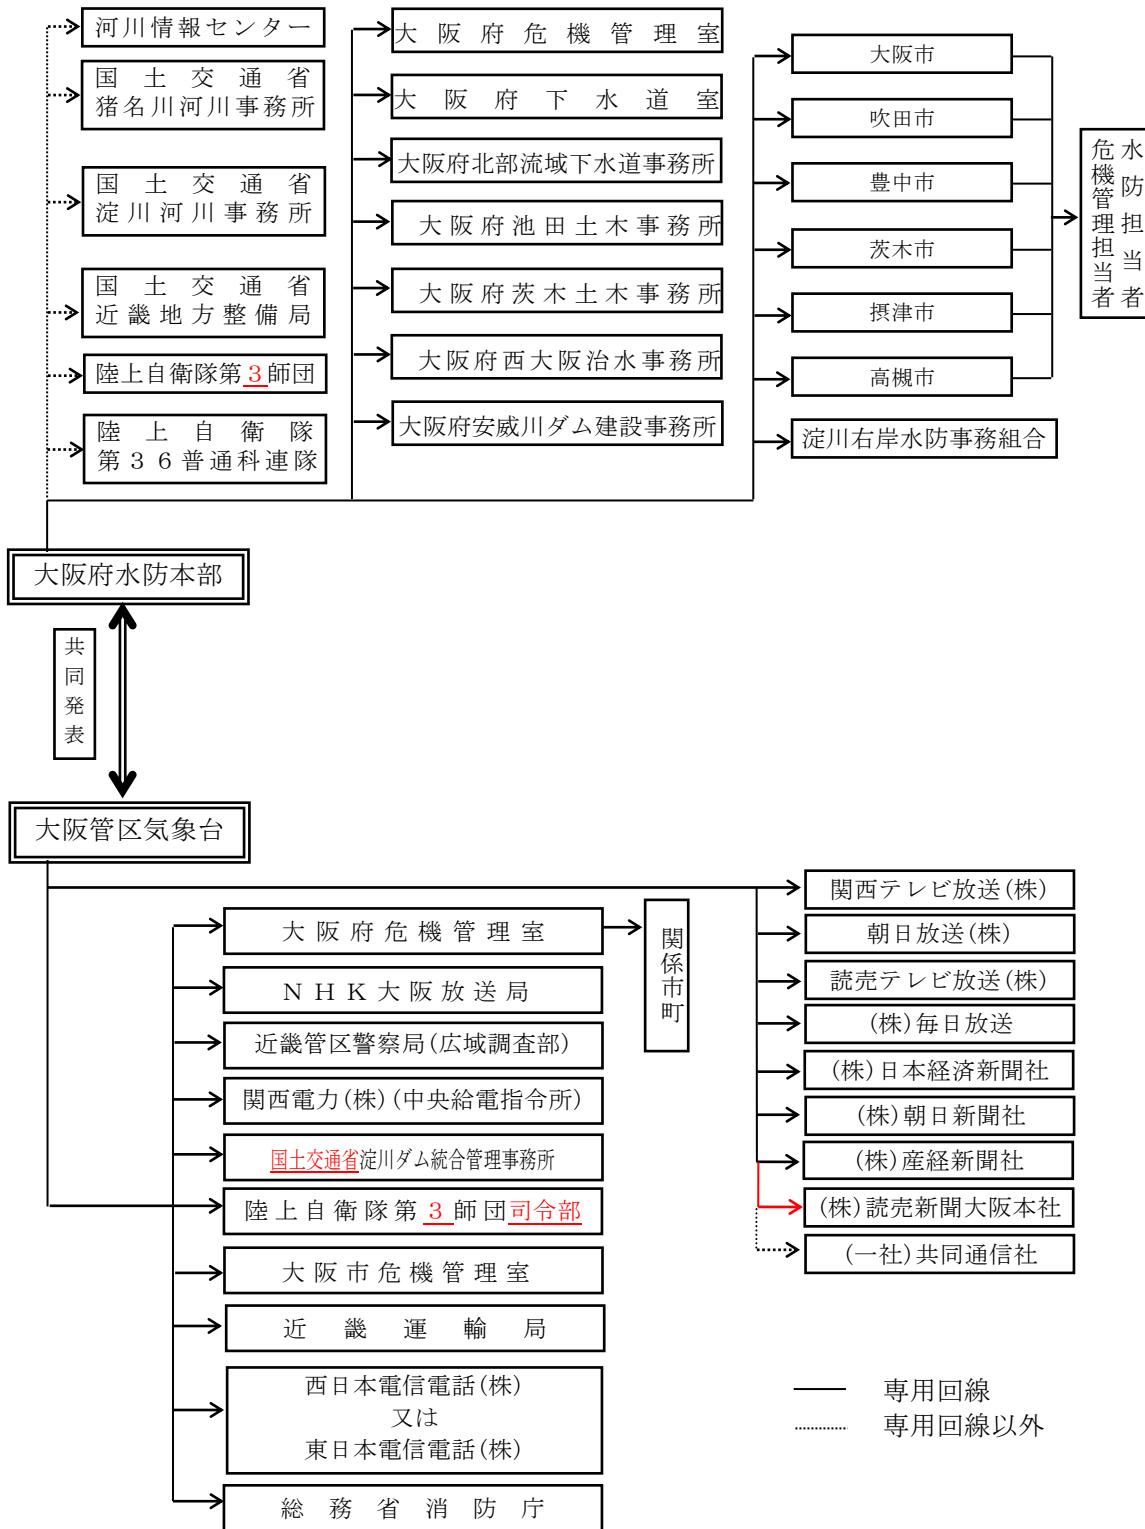 河川情報センター
国土交通省
猪名川河川事務所
国土交通省
淀川河川事務所
国土交通省
近畿地方整備局
陸上自衛隊第３師団
陸上自衛隊
第３６普通科連隊
大阪府危機管理室
大阪府下水道室
大阪府北部流域下水道事務所
大阪府池田土木事務所
大阪府茨木土木事務所
大阪府西大阪治水事務所
大阪府安威川ダム建設事務所
大阪市
吹田市
豊中市
茨木市
摂津市
高槻市
淀川右岸水防事務組合
水防担当者
危機管理担当者
大阪府水防本部
共同発表
大阪管区気象台
大阪府危機管理室
ＮＨＫ大阪放送局
近畿管区警察局(広域調査部)
関西電力(株)(中央給電指令所)
国土交通省淀川ダム統合管理事務所
陸上自衛隊第３師団司令部
大阪市危機管理室
近畿運輸局
西日本電信電話(株)
又は
東日本電信電話(株)
総務省消防庁
関係市町
関西テレビ放送(株)
朝日放送(株)
読売テレビ放送(株)
(株)毎日放送
(株)日本経済新聞社
(株)朝日新聞社
(株)産経新聞社
(株)読売新聞大阪本社
(一社)共同通信社
専用回線
専用回線以外